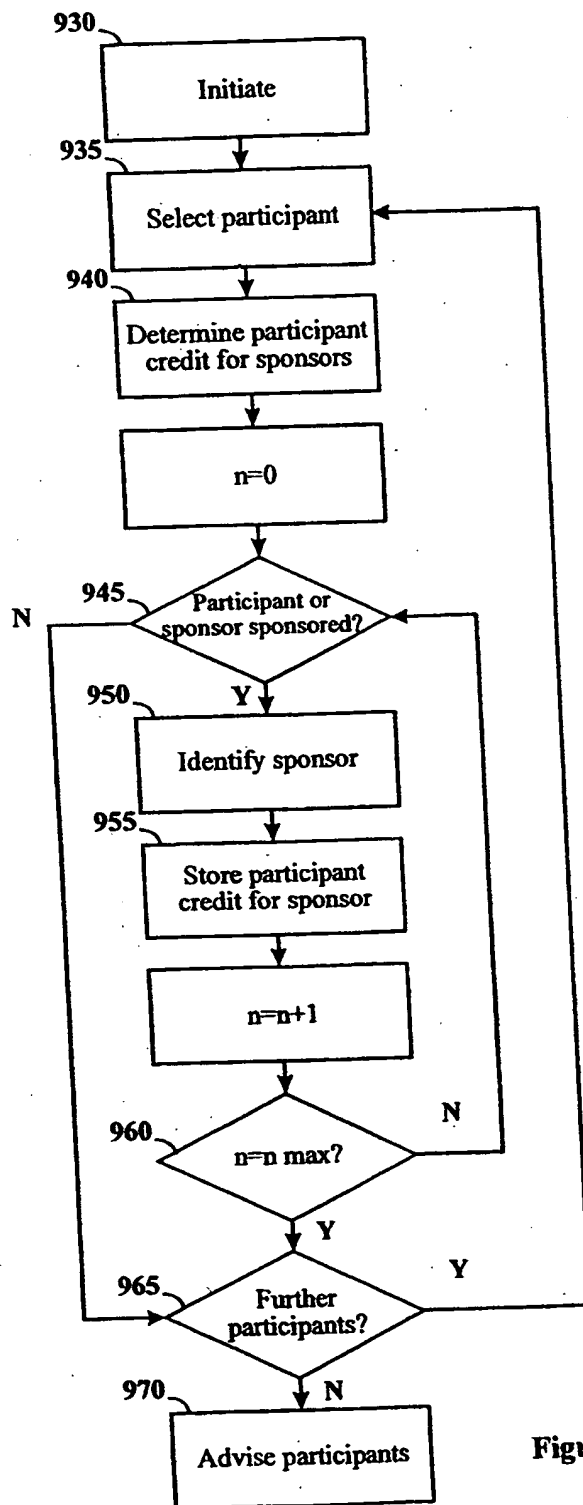 930
Initiate
935
Select participant
940
Determine participant
credit for sponsors
n=0
945
N
Participant or
sponsor sponsored?
Y
950
Identify sponsor
955
Store participant
credit for sponsor
n=n+1
960
N
n=n max?
Y
965
Y
Further
participants?
N
970
Advise participants
Figu